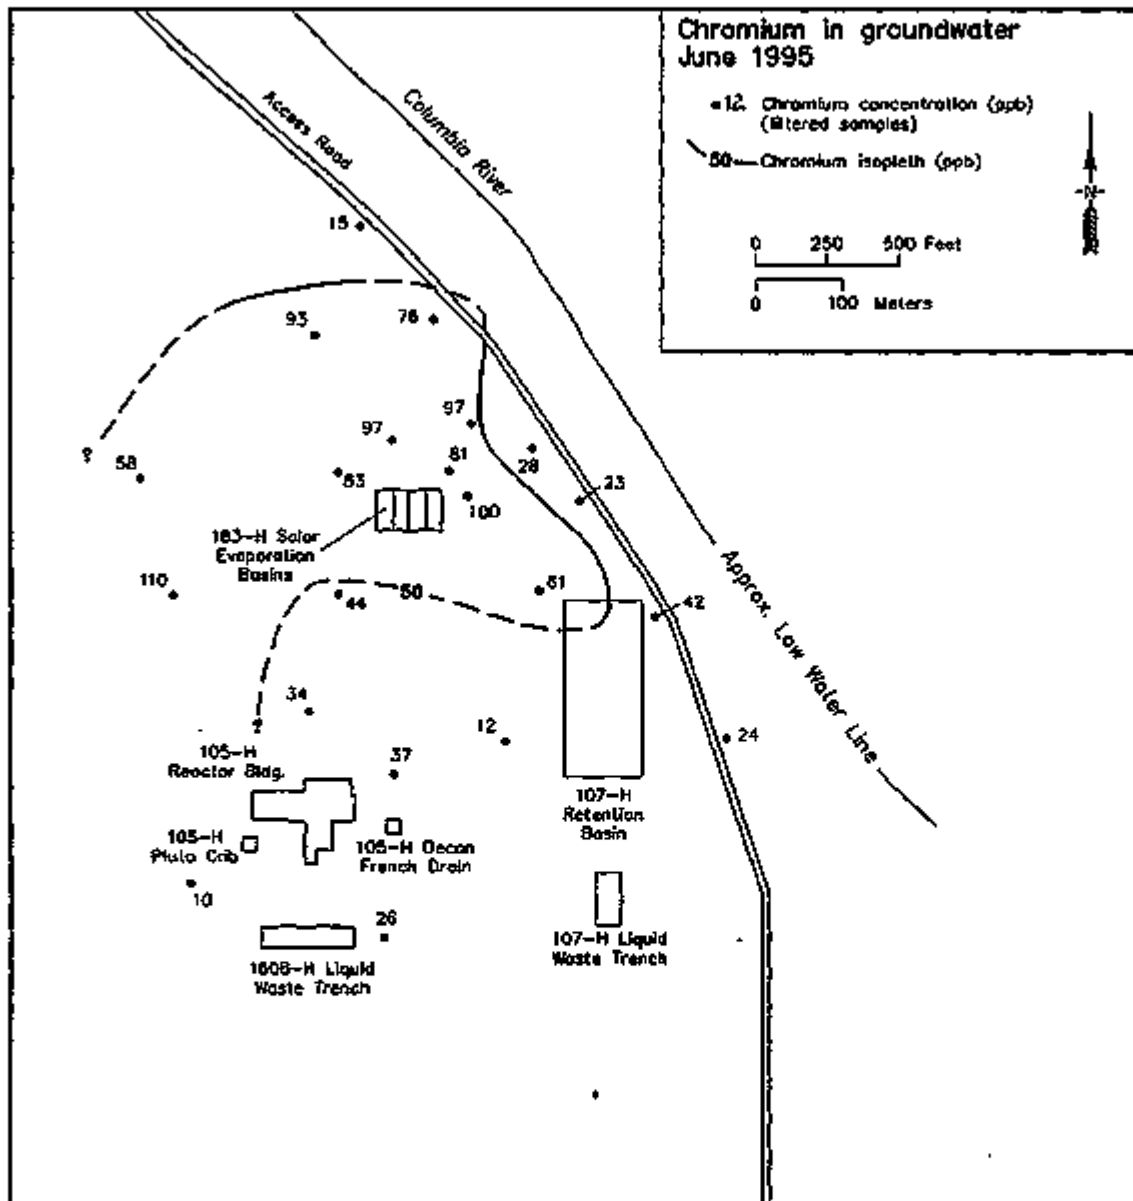 Chromium in groundwater
June 1995
12 Chromium concentration (ppb)
(filtered samples)
50 Chromium isopleth (ppb)
N
0 250 500 Feet
0 100 Meters
Access Road
Columbia River
15
93
76
97
97
81
28
58
83
100
23
183-H Solar
Evaporation
Basins
110
44
50
61
42
Approx. Low Water Line
34
12
24
?
?
105-H
Reactor Bldg.
37
107-H
Retention
Basin
105-H
Pluto Crib
105-H Decon
French Drain
10
26
107-H Liquid
Waste Trench
1608-H Liquid
Waste Trench